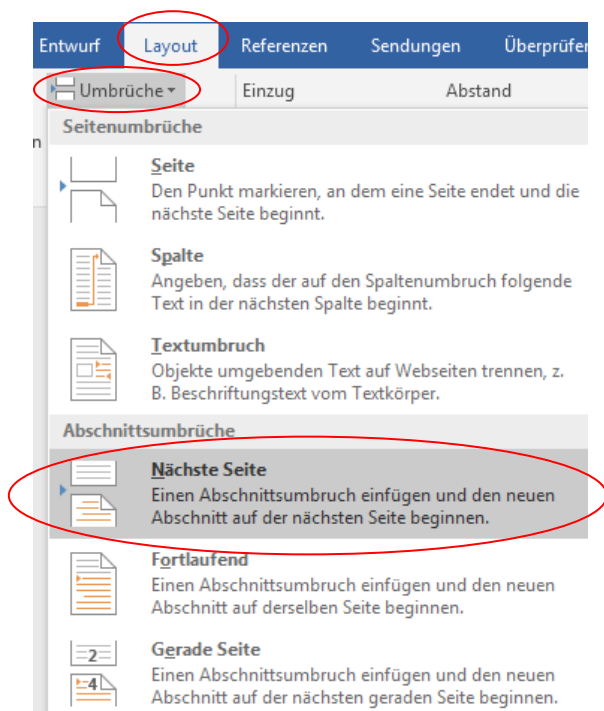 Entwurf Layout Referenzen Sendungen Überprüfen
Umbrüche Einzug Abstand
n
Seitenumbrüche
Seite
Den Punkt markieren, an dem eine Seite endet und die
nächste Seite beginnt.
Spalte
Angeben, dass der auf den Spaltenumbruch folgende
Text in der nächsten Spalte beginnt.
Textumbruch
Objekte umgebenden Text auf Webseiten trennen, z.
B. Beschriftungstext vom Textkörper.
Abschnittsumbrüche
Nächste Seite
Einen Abschnittsumbruch einfügen und den neuen
Abschnitt auf der nächsten Seite beginnen.
Fortlaufend
Einen Abschnittsumbruch einfügen und den neuen
Abschnitt auf derselben Seite beginnen.
Gerade Seite
2
Einen Abschnittsumbruch einfügen und den neuen
4
Abschnitt auf der nächsten geraden Seite beginnen.